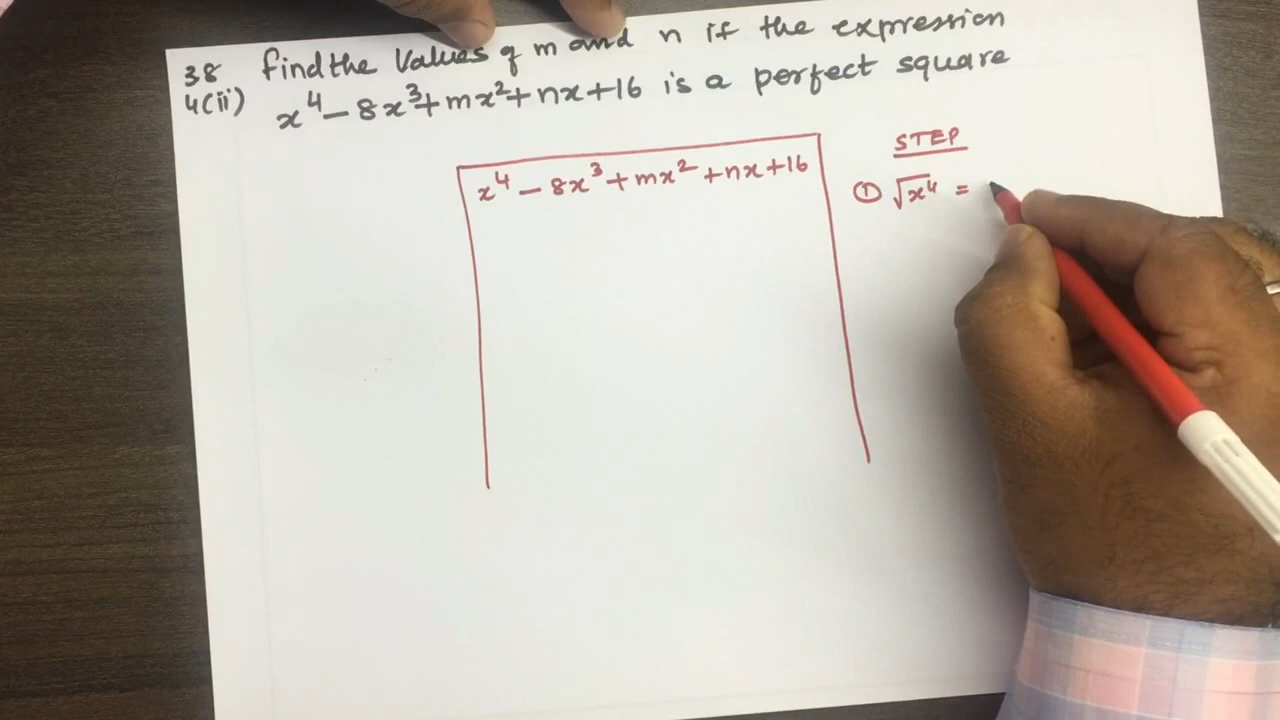 38 find the values of m and n if the expression
4(ii) x⁴ - 8x³ + mx² + nx + 16 is a perfect square
x⁴ - 8x³ + mx² + nx + 16
STEP
① √x⁴ =